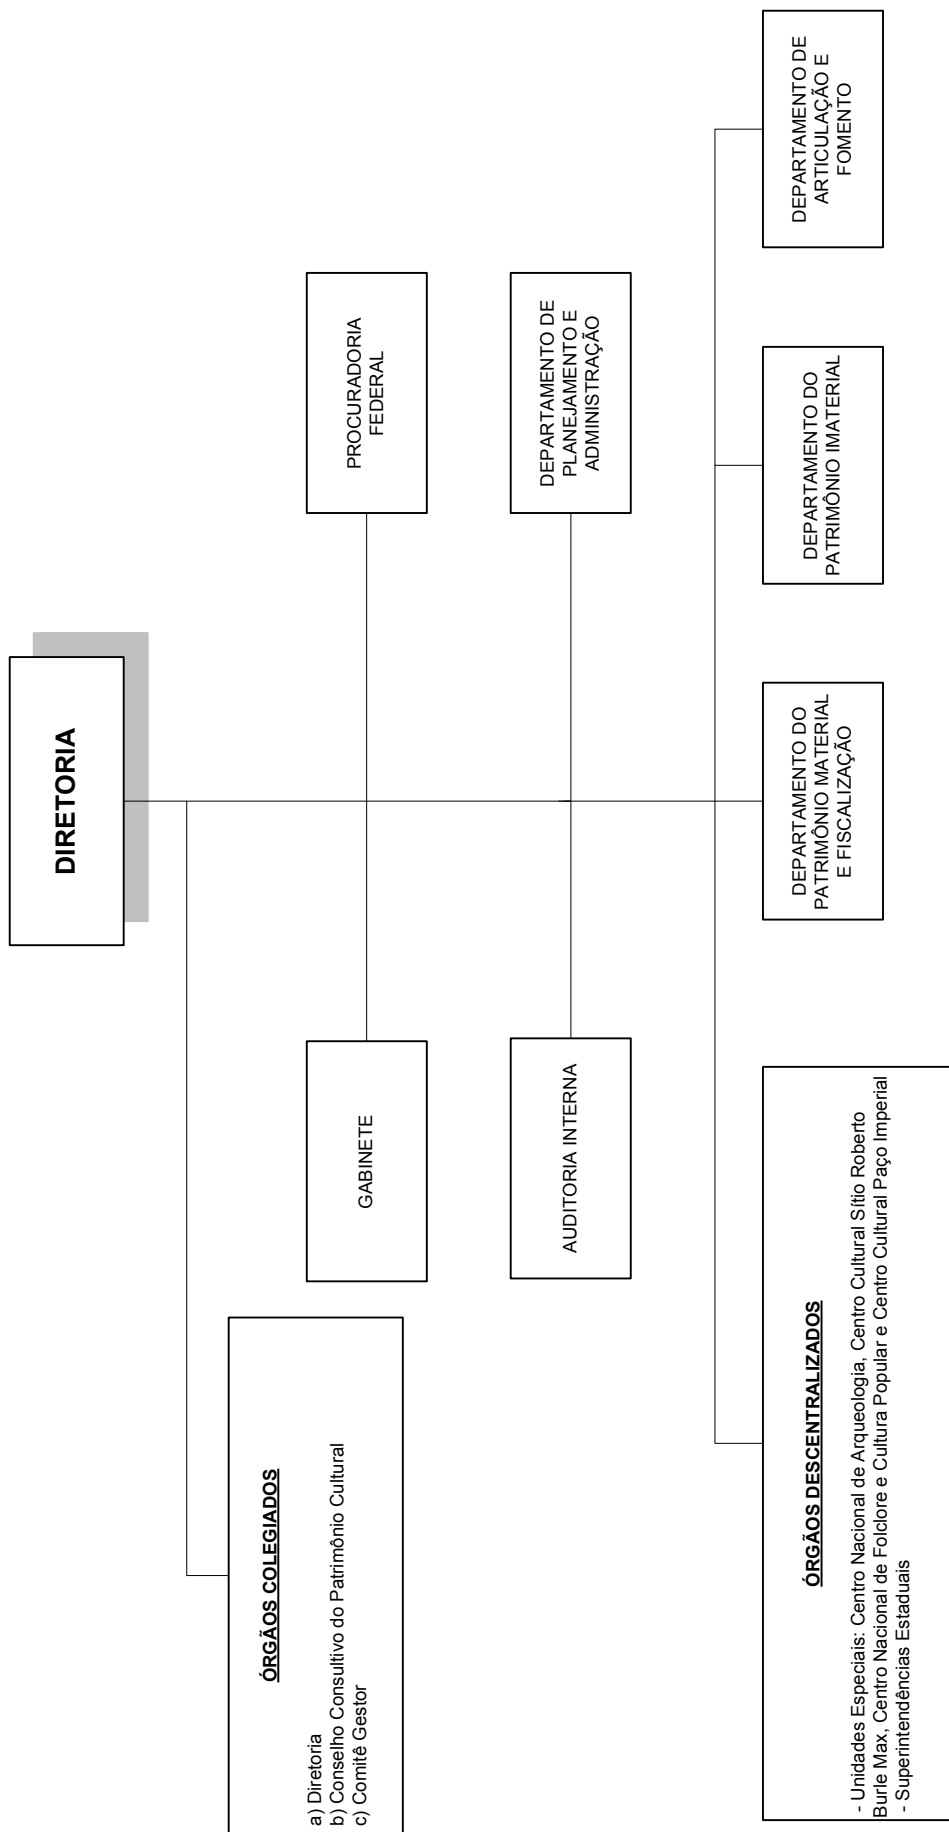 DIRETORIA
ÓRGÃOS COLEGIADOS
a) Diretoria
b) Conselho Consultivo do Patrimônio Cultural
c) Comitê Gestor
GABINETE
PROCURADORIA
FEDERAL
AUDITORIA INTERNA
DEPARTAMENTO DE
PLANEJAMENTO E
ADMINISTRAÇÃO
ÓRGÃOS DESCENTRALIZADOS
- Unidades Especiais: Centro Nacional de Arqueologia, Centro Cultural Sítio Roberto
Burle Max, Centro Nacional de Folclore e Cultura Popular e Centro Cultural Paço Imperial
- Superintendências Estaduais
DEPARTAMENTO DO
PATRIMÔNIO MATERIAL
E FISCALIZAÇÃO
DEPARTAMENTO DO
PATRIMÔNIO IMATERIAL
DEPARTAMENTO DE
ARTICULAÇÃO E
FOMENTO